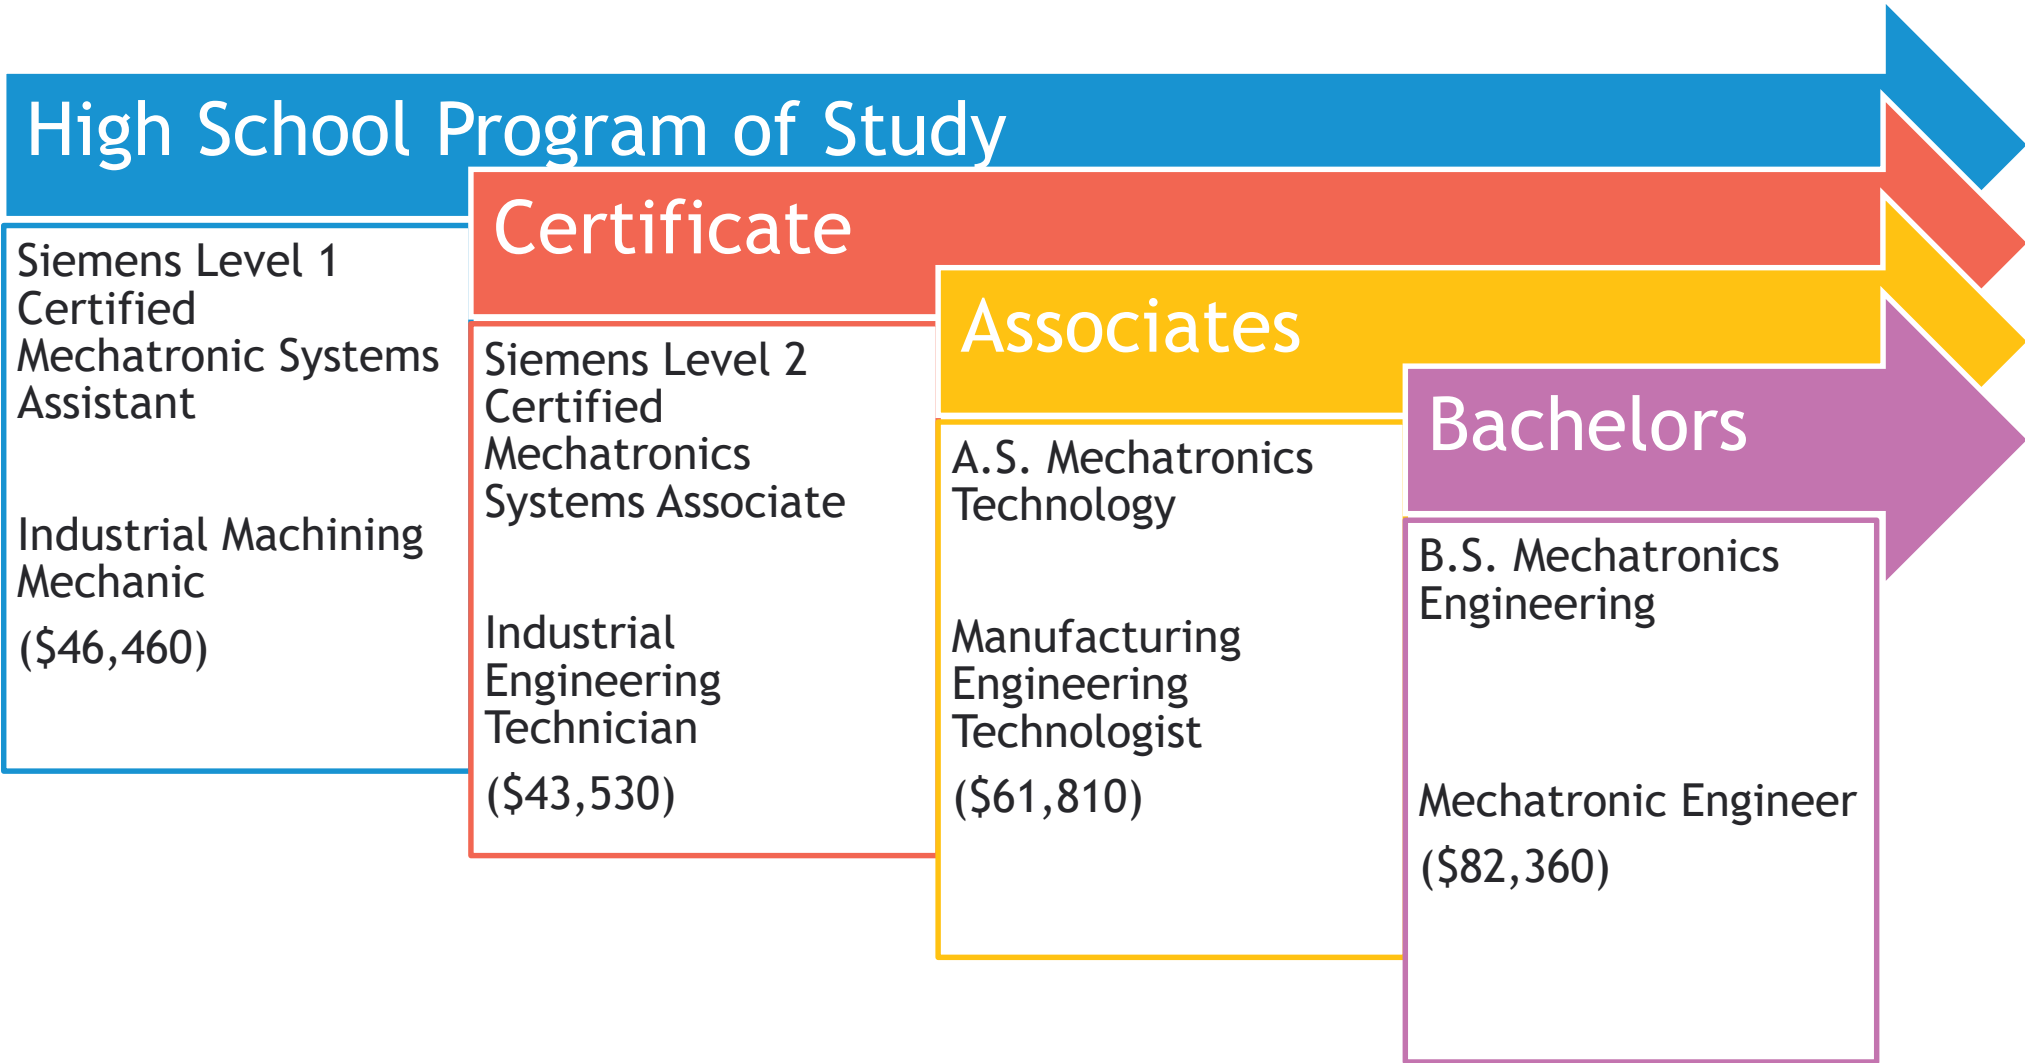 High School Program of Study
Siemens Level 1
Certified
Mechatronic Systems
Assistant
Industrial Machining
Mechanic
($46,460)
Certificate
Siemens Level 2
Certified
Mechatronics
Systems Associate
Industrial
Engineering
Technician
($43,530)
Associates
A.S. Mechatronics
Technology
Manufacturing
Engineering
Technologist
($61,810)
Bachelors
B.S. Mechatronics
Engineering
Mechatronic Engineer
($82,360)